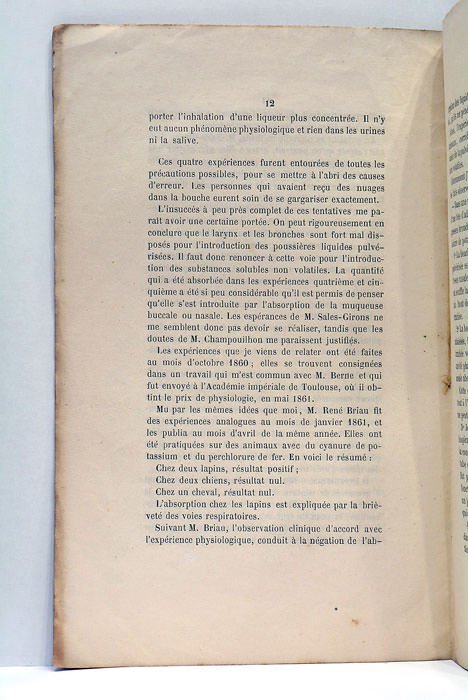 12
porter l'inhalation d'une liqueur plus concentrée. Il n'y
eut aucun phénomène physiologique et rien dans les urines
ni la salive.
Ces quatre expériences furent entourées de toutes les
précautions possibles, pour se mettre à l'abri des causes
d'erreur. Les personnes qui avaient reçu des nuages
dans la bouche eurent soin de se gargariser exactement.
L'insuccès à peu près complet de ces tentatives me pa-
raît avoir une certaine portée. On peut rigoureusement en
conclure que le larynx et les bronches sont fort mal dis-
posés pour l'introduction des poussières liquides pulvé-
risées. Il faut donc renoncer à cette voie pour l'introduc-
tion des substances solubles non volatiles. La quantité
qui a été absorbée dans les expériences quatrième et cin-
quième a été si peu considérable qu'il est permis de penser
qu'elle s'est introduite par l'absorption de la muqueuse
buccale ou nasale. Les espérances de M. Sales-Girons ne
me semblent donc pas devoir se réaliser, tandis que les
doutes de M. Champouilhon me paraissent justifiés.
Les expériences que je viens de relater ont été faites
au mois d'octobre 1860 ; elles se trouvent consignées
dans un travail qui m'est commun avec M. Berne et qui
fut envoyé à l'Académie impériale de Toulouse, où il ob-
tint le prix de physiologie, en mai 1861.
Mu par les mêmes idées que moi, M. René Briau fit
des expériences analogues au mois de janvier 1861, et
les publia au mois d'avril de la même année. Elles ont
été pratiquées sur des animaux avec du cyanure de po-
tassium et du perchlorure de fer. En voici le résumé :
Chez deux lapins, résultat positif ;
Chez deux chiens, résultat nul.
Chez un cheval, résultat nul.
L'absorption chez les lapins est expliquée par la briè-
veté des voies respiratoires.
Suivant M. Briau, l'observation clinique d'accord avec
l'expérience physiologique, conduit à la négation de l'ab-